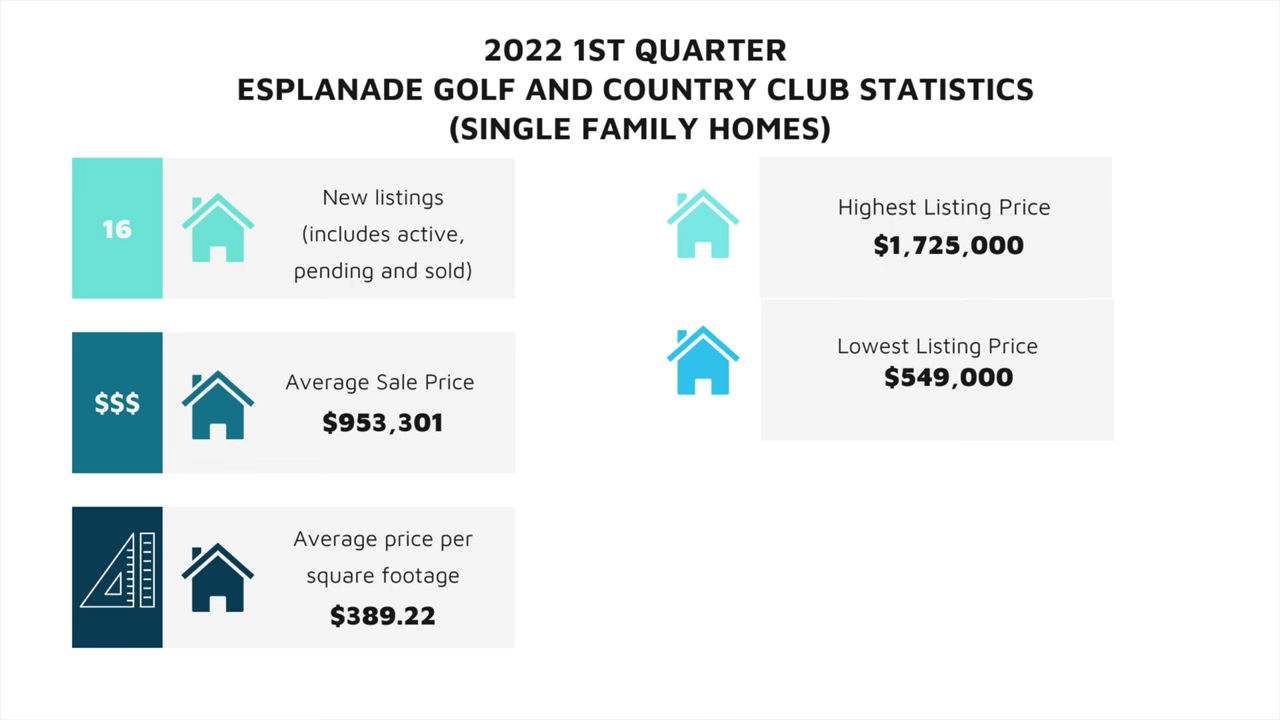 2022 1ST QUARTER
ESPLANADE GOLF AND COUNTRY CLUB STATISTICS
(SINGLE FAMILY HOMES)
16
New listings
(includes active,
pending and sold)
$$$
Average Sale Price
$953,301
Average price per
square footage
$389.22
Highest Listing Price
$1,725,000
Lowest Listing Price
$549,000